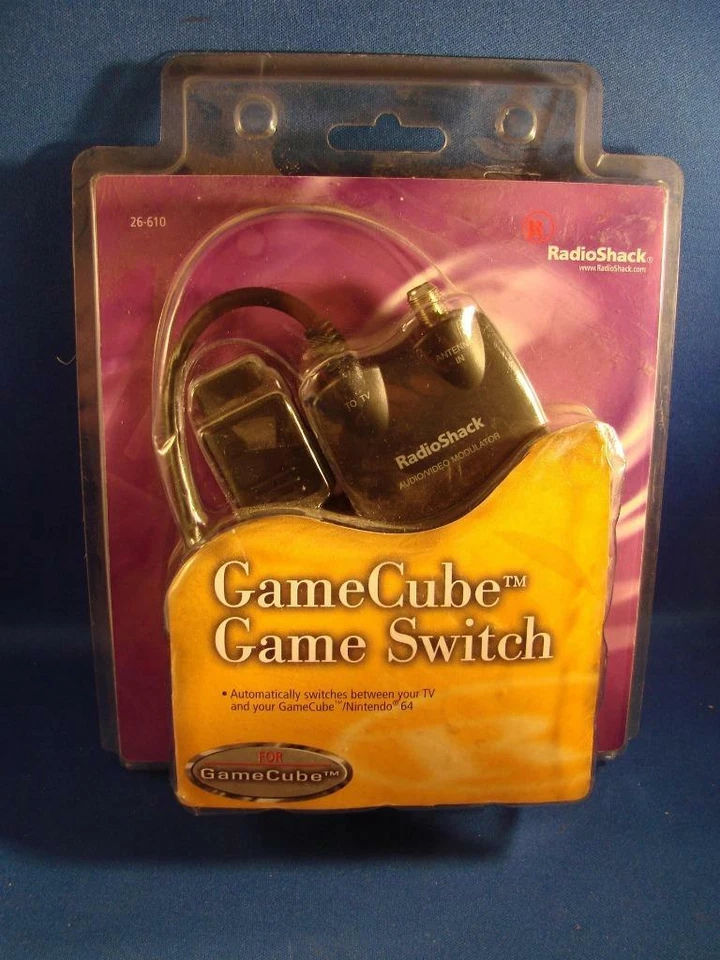 26-610
R
RadioShack®
www.RadioShack.com
ANTENNA
IN
TO TV
RadioShack
AUDIO/VIDEO MODULATOR
GameCube™
Game Switch
• Automatically switches between your TV
and your GameCube™/Nintendo®64
FOR
GameCube™